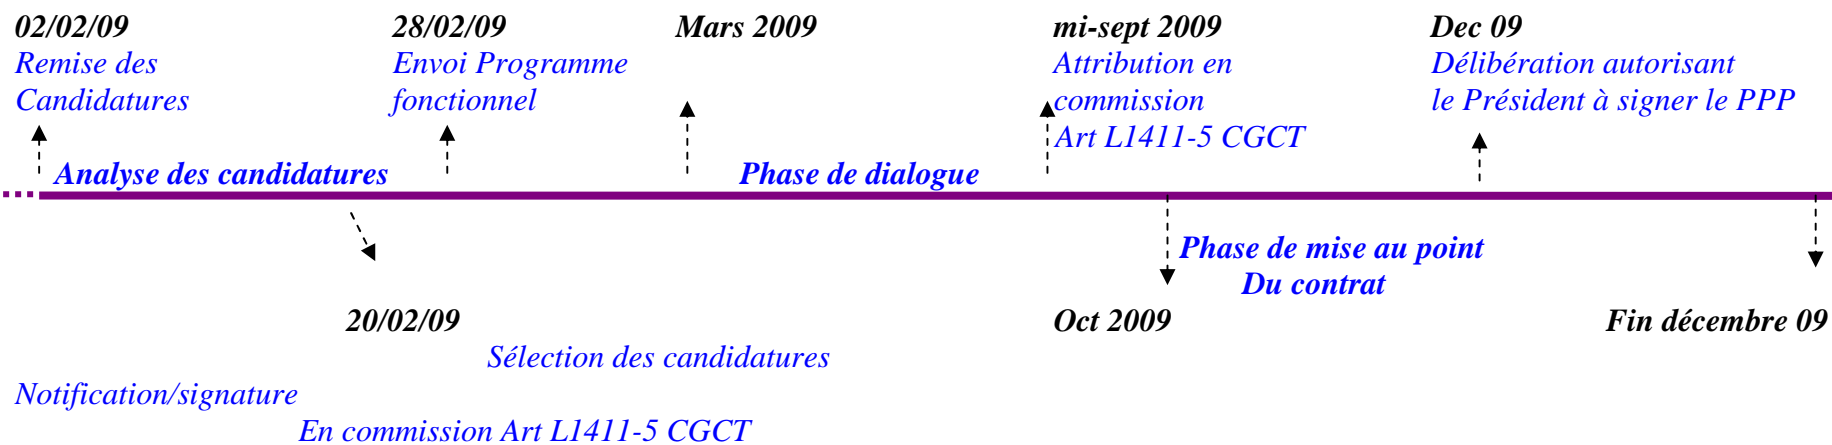 02/02/09 28/02/09 Mars 2009 mi-sept 2009 Dec 09
Remise des Envoi Programme Attribution en Délibération autorisant
Candidatures fonctionnel commission le Président à signer le PPP
Art L1411-5 CGCT
Analyse des candidatures Phase de dialogue
Phase de mise au point
Du contrat
20/02/09 Oct 2009 Fin décembre 09
Sélection des candidatures
Notification/signature
En commission Art L1411-5 CGCT